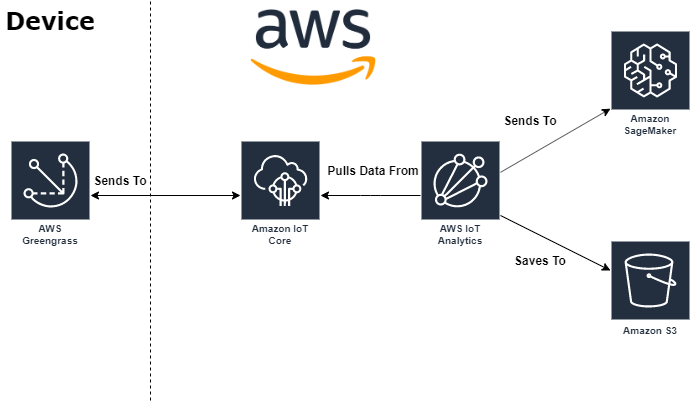 Device
aws
Sends To
AWS
Greengrass
Amazon IoT
Core
Pulls Data From
AWS IoT
Analytics
Sends To
Amazon
SageMaker
Saves To
Amazon S3